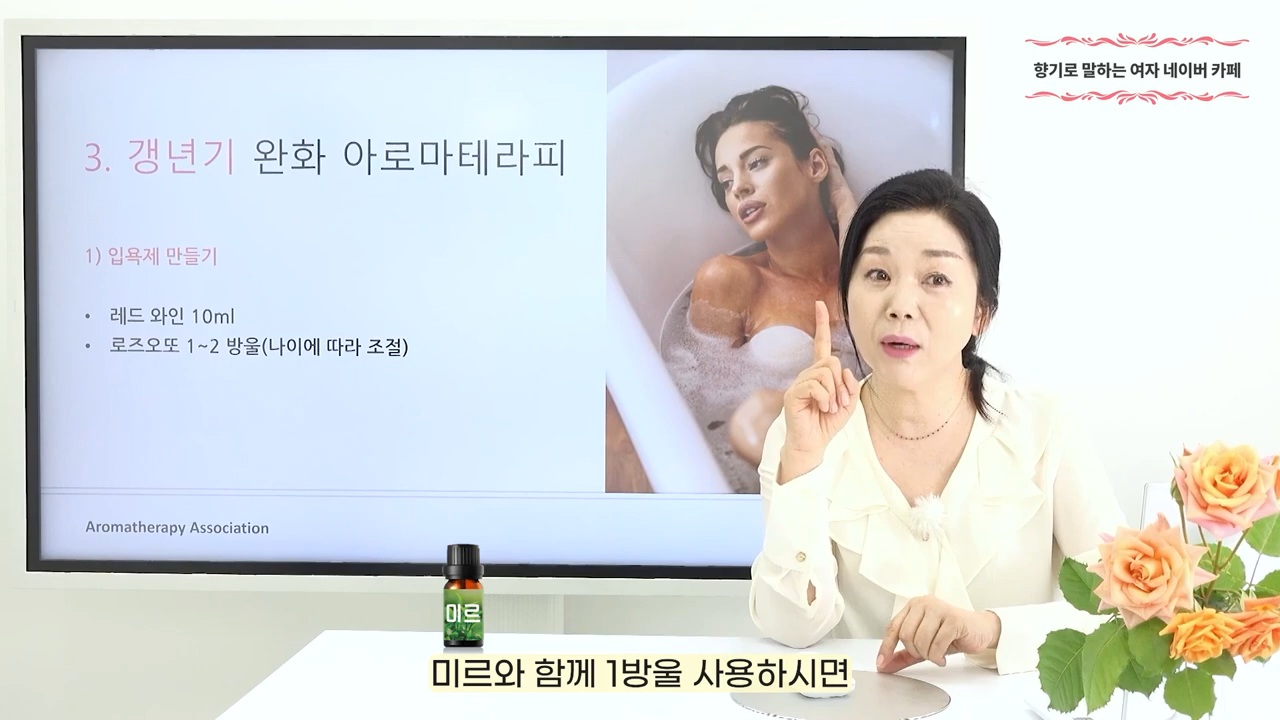 향기로 말하는 여자 네이버 카페
3. 갱년기 완화 아로마테라피
1) 입욕제 만들기
• 레드 와인 10ml
• 로즈오또 1~2 방울(나이에 따라 조절)
Aromatherapy Association
미르
미르와 함께 1방울 사용하시면